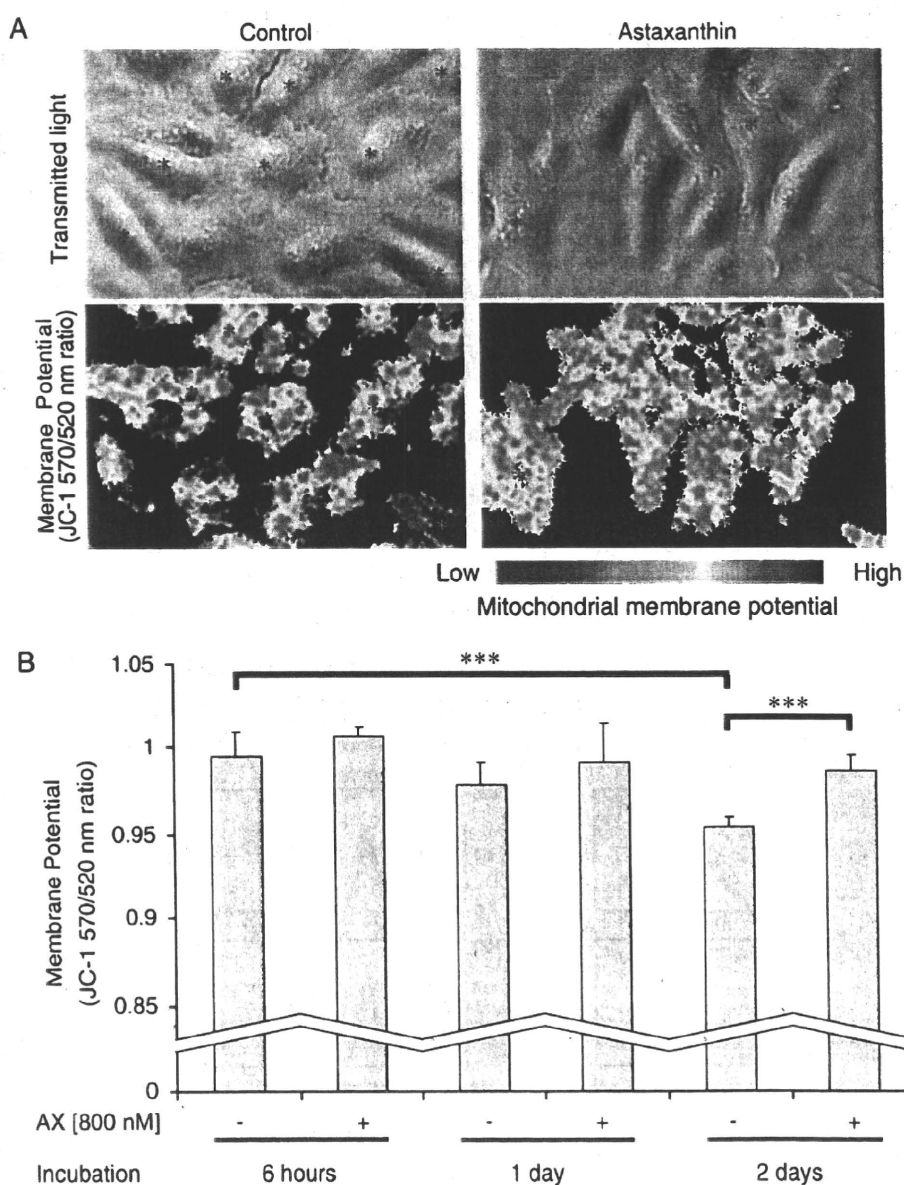 A
Control
Astaxanthin
Transmitted light
Membrane Potential
(JC-1 570/520 nm ratio)
Low
High
Mitochondrial membrane potential
B
Membrane Potential
(JC-1 570/520 nm ratio)
1.05
1
0.95
0.9
0.85
0
***
***
AX [800 nM]
-
+
-
+
-
+
Incubation
6 hours
1 day
2 days